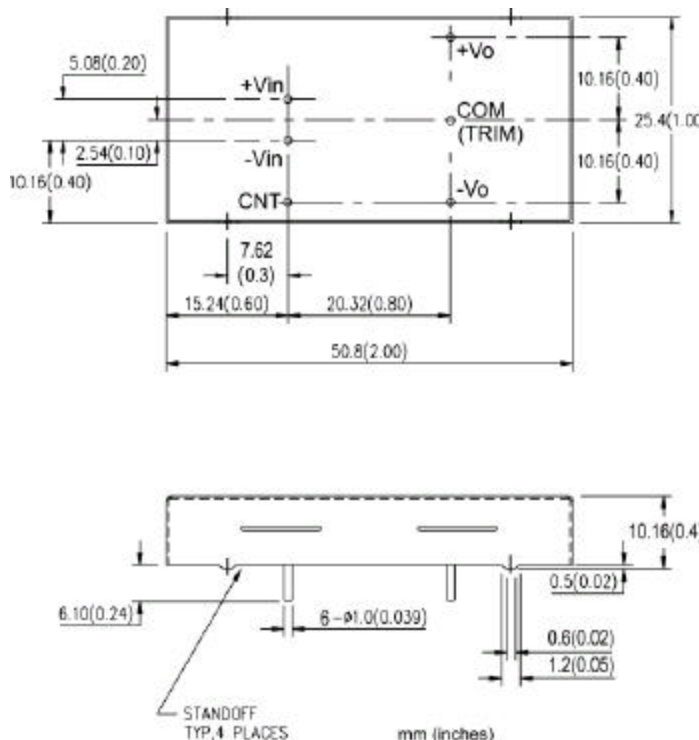 5.08(0.20)
+Vin
+Vo
10.16(0.40)
COM
(TRIM)
25.4(1.00
2.54(0.10)
-Vin
10.16(0.40)
10.16(0.40)
CNT
-Vo
7.62
(0.3)
15.24(0.60)
20.32(0.80)
50.8(2.00)
10.16(0.4
0.5(0.02)
6.10(0.24)
6-ø1.0(0.039)
0.6(0.02)
1.2(0.05)
STANDOFF
TYP.4 PLACES
mm (inches)